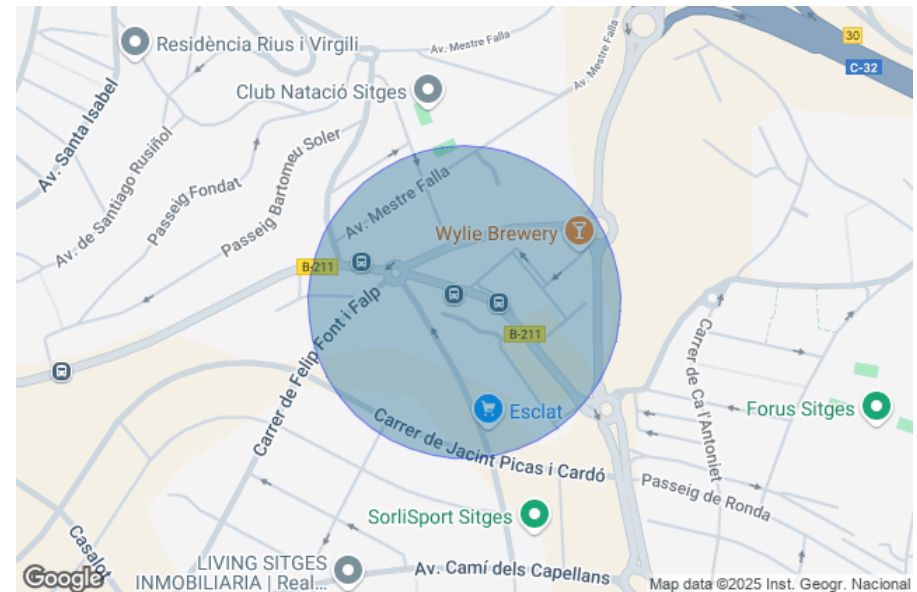 Av. Mestre Falla
30
C-32
Residència Rius i Virgili
Club Natació Sitges
Av. Mestre Falla
Av. Santa Isabel
Av. de Santiago Rusiñol
Passeig Fondat
Passeig Bartomeu Soler
Av. Mestre Falla
Wylie Brewery
B-211
B-211
Carrer de Felip Font i Falp
Carrer de Ca l'Antoniet
Esclat
Forus Sitges
Carrer de Jacint Picas i Cardó
Passeig de Ronda
SorliSport Sitges
Casalot
LIVING SITGES
INMOBILIARIA | Real...
Av. Camí dels Capellans
Google
Map data ©2025 Inst. Geogr. Nacional